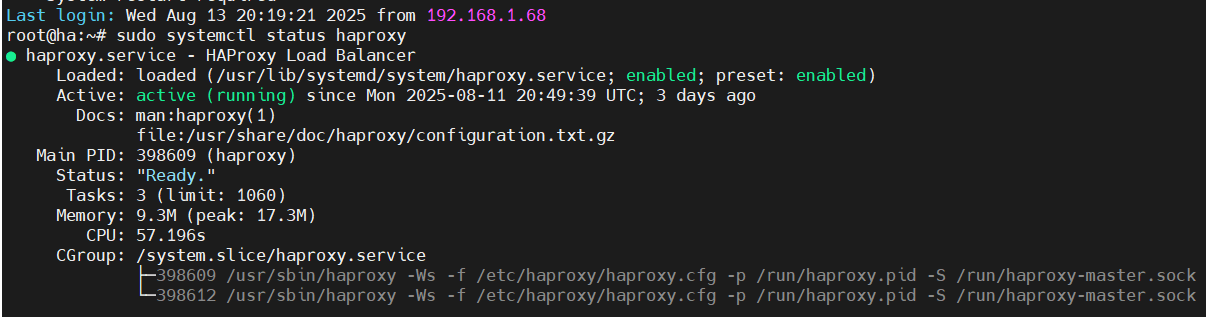 Last login: Wed Aug 13 20:19:21 2025 from 192.168.1.68
root@ha:~# sudo systemctl status haproxy
● haproxy.service - HAProxy Load Balancer
     Loaded: loaded (/usr/lib/systemd/system/haproxy.service; enabled; preset: enabled)
     Active: active (running) since Mon 2025-08-11 20:49:39 UTC; 3 days ago
       Docs: man:haproxy(1)
             file:/usr/share/doc/haproxy/configuration.txt.gz
   Main PID: 398609 (haproxy)
     Status: "Ready."
      Tasks: 3 (limit: 1060)
     Memory: 9.3M (peak: 17.3M)
        CPU: 57.196s
     CGroup: /system.slice/haproxy.service
             ├─398609 /usr/sbin/haproxy -Ws -f /etc/haproxy/haproxy.cfg -p /run/haproxy.pid -S /run/haproxy-master.sock
             └─398612 /usr/sbin/haproxy -Ws -f /etc/haproxy/haproxy.cfg -p /run/haproxy.pid -S /run/haproxy-master.sock